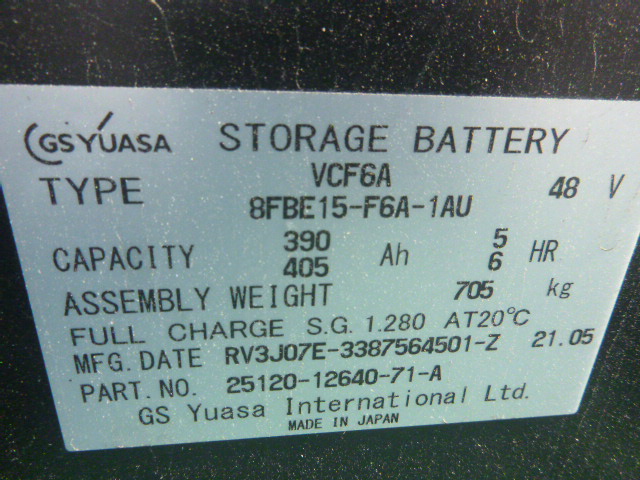 GS YUASA STORAGE BATTERY
TYPE VCF6A 48 V
8FBE15-F6A-1AU
CAPACITY 390 Ah 5 HR
405 6
ASSEMBLY WEIGHT 705 kg
FULL CHARGE S.G. 1.280 AT20℃
MFG. DATE RV3J07E-3387564501-Z 21.05
PART. NO. 25120-12640-71-A
GS Yuasa International Ltd.
MADE IN JAPAN